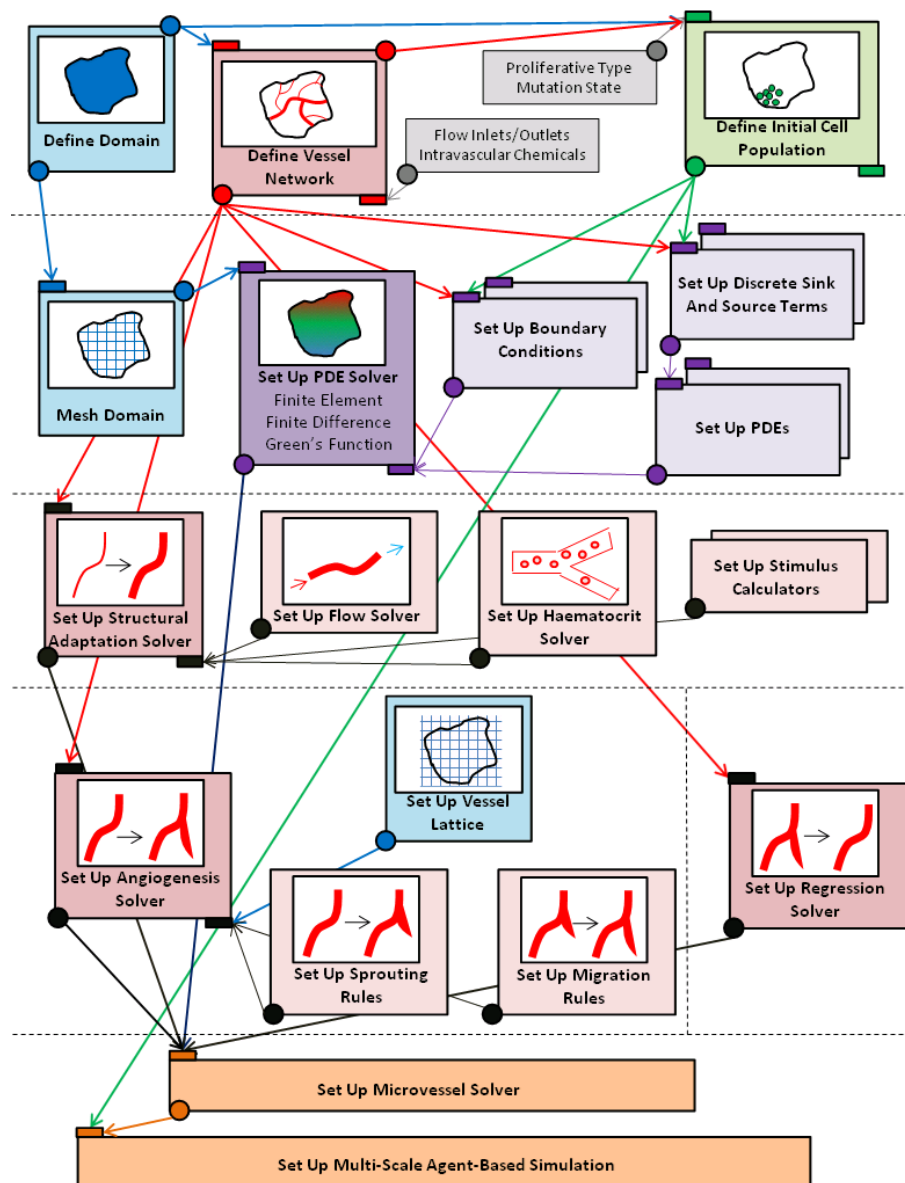 Proliferative Type
Mutation State
Define Domain
Define Vessel
Network
Flow Inlets/Outlets
Intravascular Chemicals
Define Initial Cell
Population
Mesh Domain
Set Up PDE Solver
Finite Element
Finite Difference
Green's Function
Set Up Boundary
Conditions
Set Up Discrete Sink
And Source Terms
Set Up PDEs
Set Up Structural
Adaptation Solver
Set Up Flow Solver
Set Up Haematocrit
Solver
Set Up Stimulus
Calculators
Set Up Vessel
Lattice
Set Up Angiogenesis
Solver
Set Up Sprouting
Rules
Set Up Migration
Rules
Set Up Regression
Solver
Set Up Microvessel Solver
Set Up Multi-Scale Agent-Based Simulation